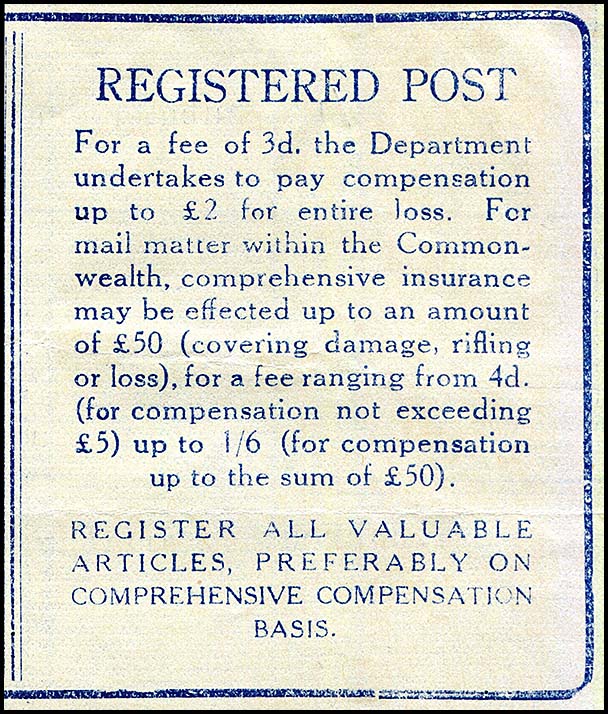 REGISTERED POST
For a fee of 3d. the Department
undertakes to pay compensation
up to £2 for entire loss. For
mail matter within the Common-
wealth, comprehensive insurance
may be effected up to an amount
of £50 (covering damage, rifling
or loss), for a fee ranging from 4d.
(for compensation not exceeding
£5) up to 1/6 (for compensation
up to the sum of £50).
REGISTER ALL VALUABLE
ARTICLES, PREFERABLY ON
COMPREHENSIVE COMPENSATION
BASIS.